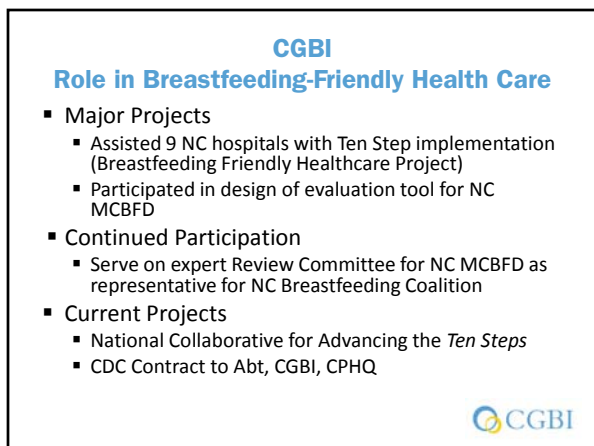 CGBI
Role in Breastfeeding-Friendly Health Care
▪ Major Projects
▪ Assisted 9 NC hospitals with Ten Step implementation
(Breastfeeding Friendly Healthcare Project)
▪ Participated in design of evaluation tool for NC
MCBFD
▪ Continued Participation
▪ Serve on expert Review Committee for NC MCBFD as
representative for NC Breastfeeding Coalition
▪ Current Projects
▪ National Collaborative for Advancing the Ten Steps
▪ CDC Contract to Abt, CGBI, CPHQ
CGBI